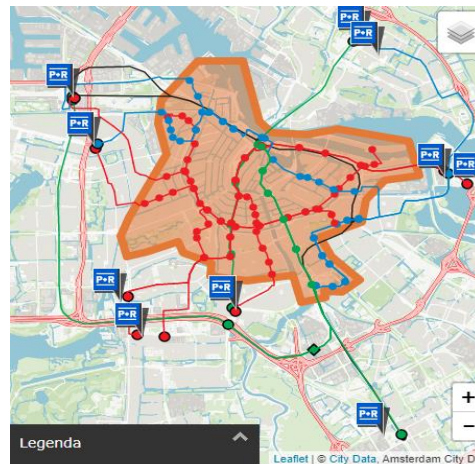 P+R
P+R
P+R
P+R
P+R
P+R
P+R
P+R
P+R
P+R
+
−
Legenda
Leaflet | © City Data, Amsterdam City D